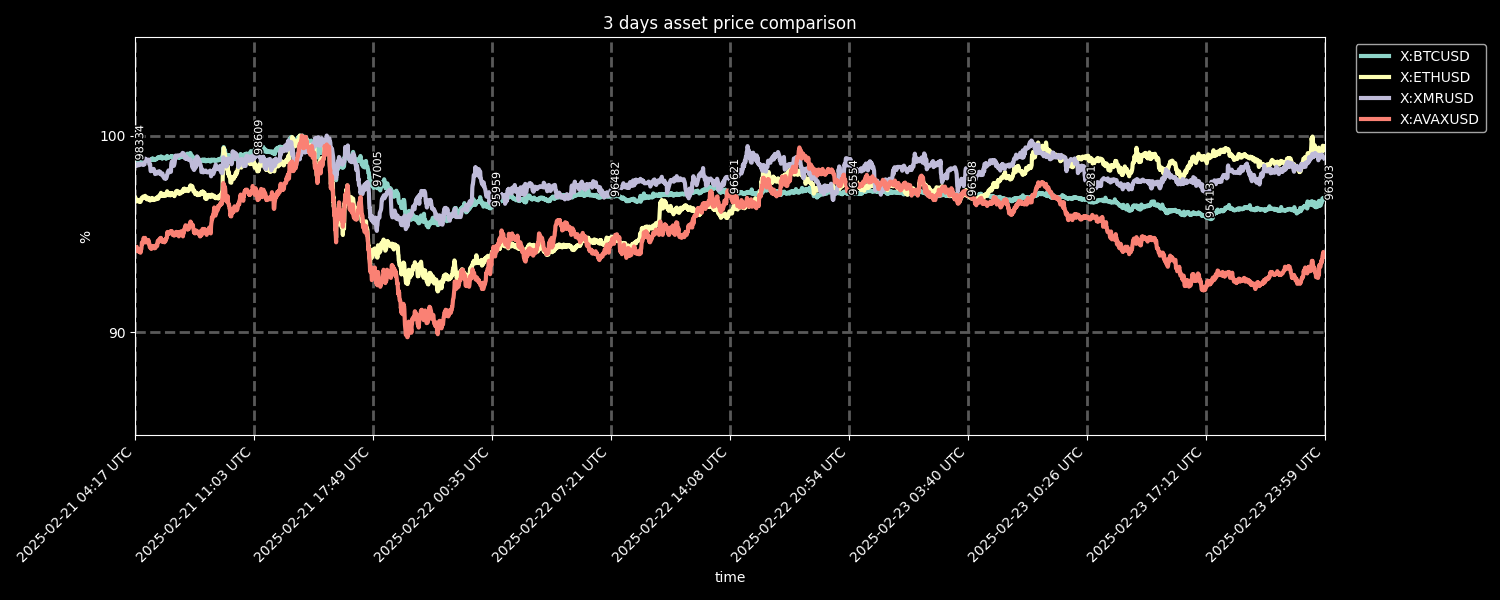 3 days asset price comparison
X:BTCUSD
X:ETHUSD
X:XMRUSD
X:AVAXUSD
100
90
%
98334
98609
97005
95959
96482
96621
96554
96508
96281
95413
96303
2025-02-21 04:17 UTC
2025-02-21 11:03 UTC
2025-02-21 17:49 UTC
2025-02-22 00:35 UTC
2025-02-22 07:21 UTC
2025-02-22 14:08 UTC
2025-02-22 20:54 UTC
2025-02-23 03:40 UTC
2025-02-23 10:26 UTC
2025-02-23 17:12 UTC
2025-02-23 23:59 UTC
time